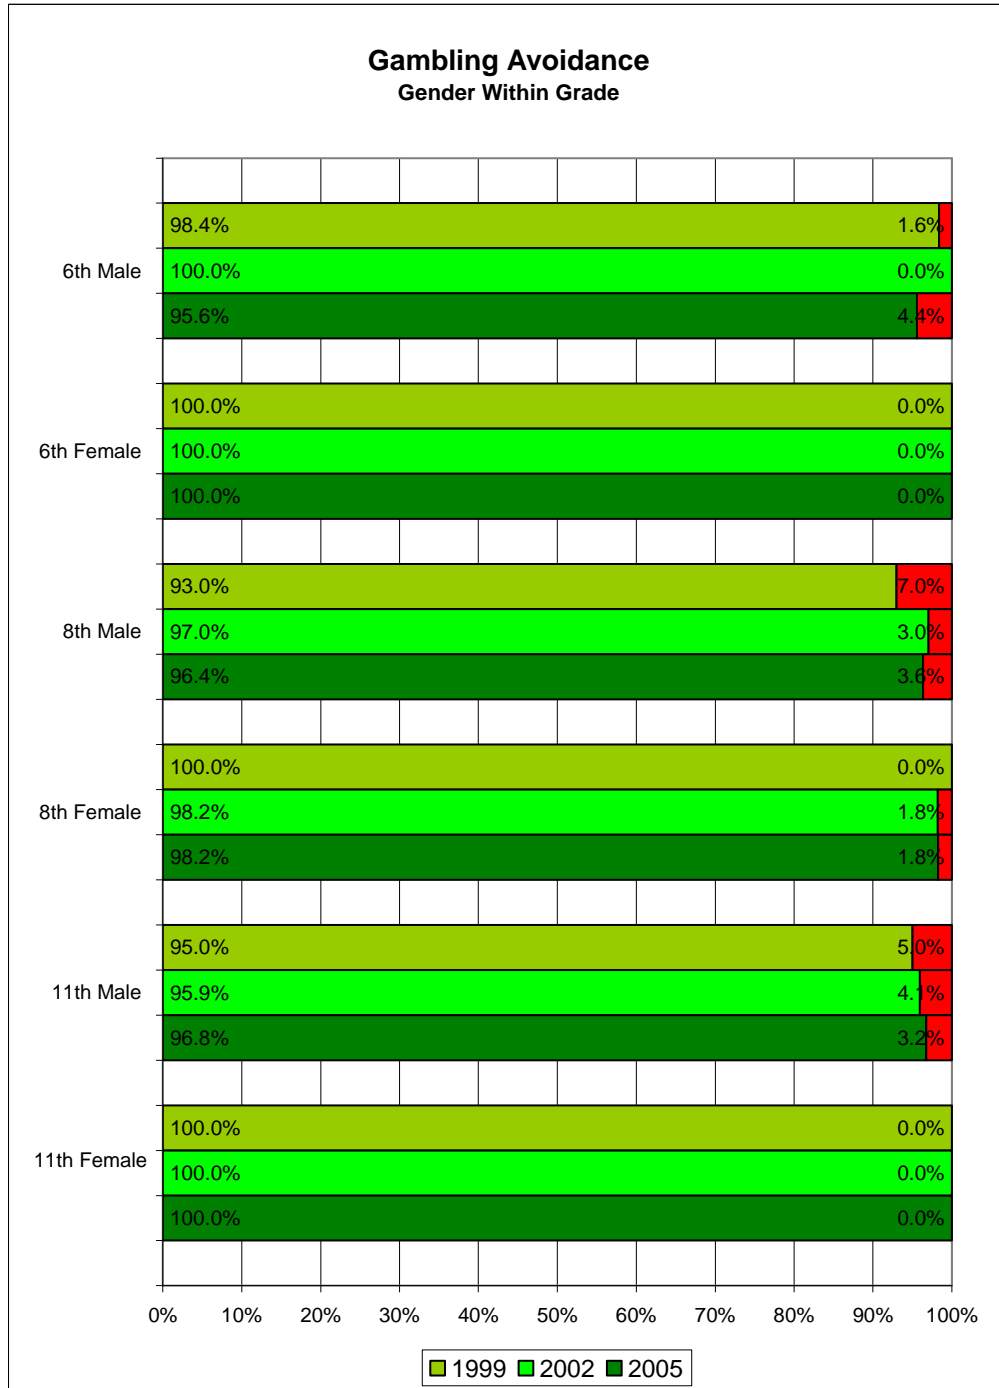 Gambling Avoidance
Gender Within Grade
98.4% 1.6%
6th Male 100.0% 0.0%
95.6% 4.4%
100.0% 0.0%
6th Female 100.0% 0.0%
100.0% 0.0%
93.0% 7.0%
8th Male 97.0% 3.0%
96.4% 3.6%
100.0% 0.0%
8th Female 98.2% 1.8%
98.2% 1.8%
95.0% 5.0%
11th Male 95.9% 4.1%
96.8% 3.2%
100.0% 0.0%
11th Female 100.0% 0.0%
100.0% 0.0%
0% 10% 20% 30% 40% 50% 60% 70% 80% 90% 100%
1999 2002 2005